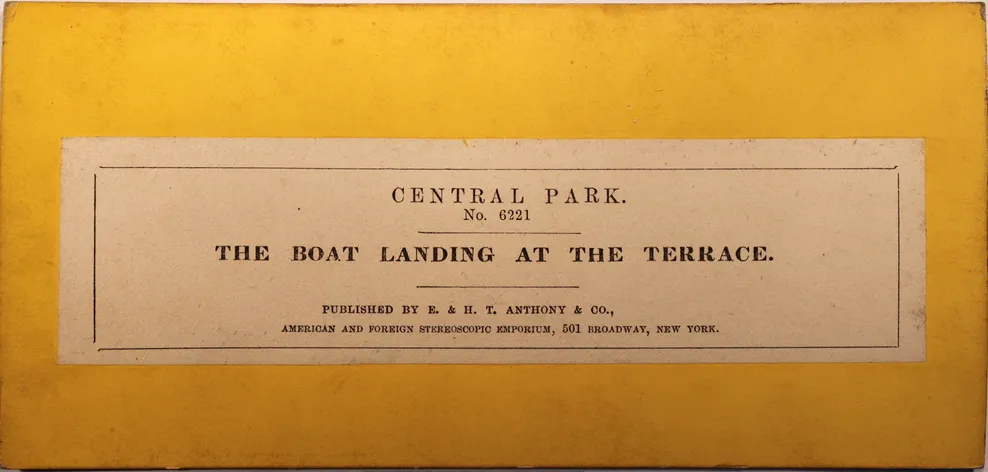 CENTRAL PARK.
No. 6221
THE BOAT LANDING AT THE TERRACE.
PUBLISHED BY E. & H. T. ANTHONY & CO.,
AMERICAN AND FOREIGN STEREOSCOPIC EMPORIUM, 501 BROADWAY, NEW YORK.